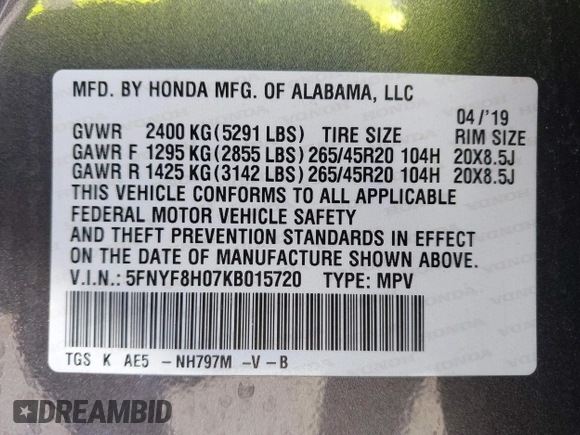 MFD. BY HONDA MFG. OF ALABAMA, LLC
04/'19
GVWR 2400 KG(5291 LBS) TIRE SIZE RIM SIZE
GAWR F 1295 KG(2855 LBS) 265/45R20 104H 20X8.5J
GAWR R 1425 KG(3142 LBS) 265/45R20 104H 20X8.5J
THIS VEHICLE CONFORMS TO ALL APPLICABLE
FEDERAL MOTOR VEHICLE SAFETY
AND THEFT PREVENTION STANDARDS IN EFFECT
ON THE DATE OF MANUFACTURE SHOWN ABOVE.
V.I.N.: 5FNYF8H07KB015720 TYPE: MPV
TGS K AE5 -NH797M -V -B
DREAMBID